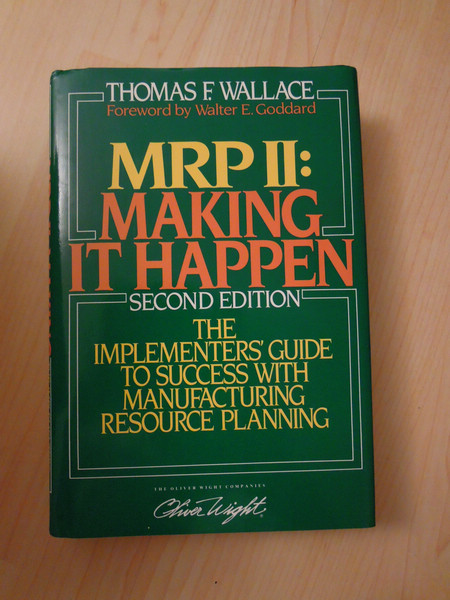 THOMAS F. WALLACE
Foreword by Walter E. Goddard
MRP II:
MAKING
IT HAPPEN
SECOND EDITION
THE
IMPLEMENTERS' GUIDE
TO SUCCESS WITH
MANUFACTURING
RESOURCE PLANNING
THE OLIVER WIGHT COMPANIES
Oliver Wight®